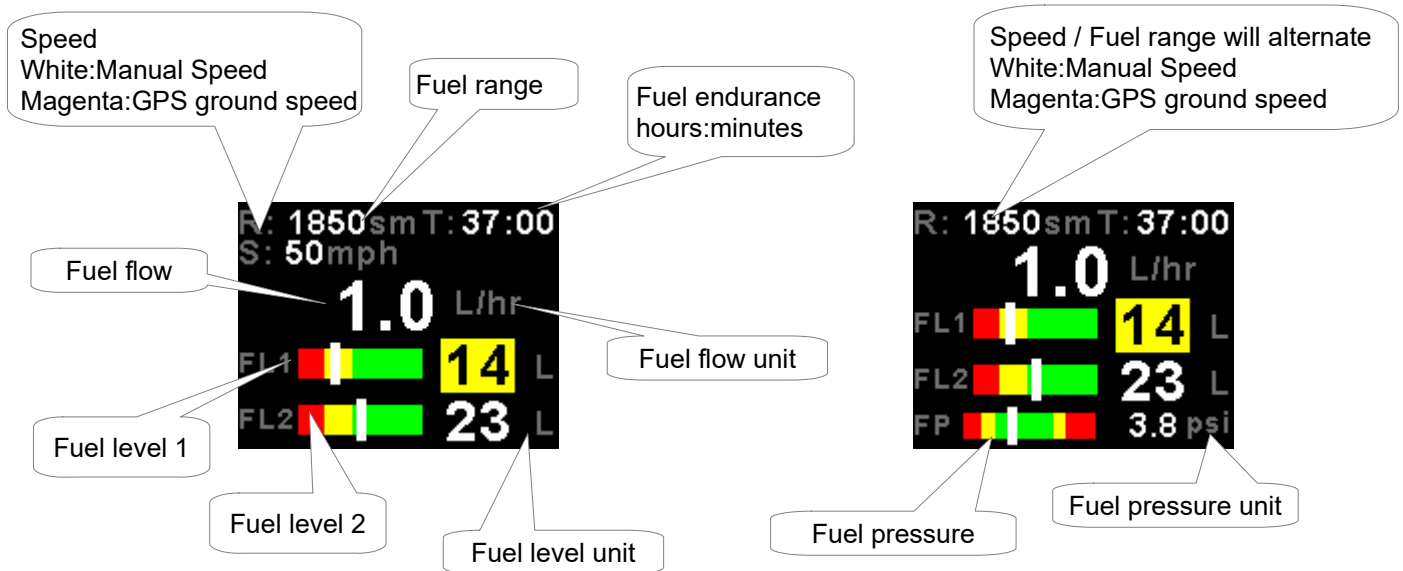 Speed
White:Manual Speed
Magenta:GPS ground speed
Fuel range
Fuel endurance
hours:minutes
R: 1850sm T: 37:00
S: 50mph
Fuel flow
1.0 L/hr
Fuel flow unit
FL1 14 L
FL2 23 L
Fuel level 1
Fuel level 2
Fuel level unit
Speed / Fuel range will alternate
White:Manual Speed
Magenta:GPS ground speed
R: 1850sm T: 37:00
1.0 L/hr
FL1 14 L
FL2 23 L
FP 3.8 psi
Fuel pressure unit
Fuel pressure